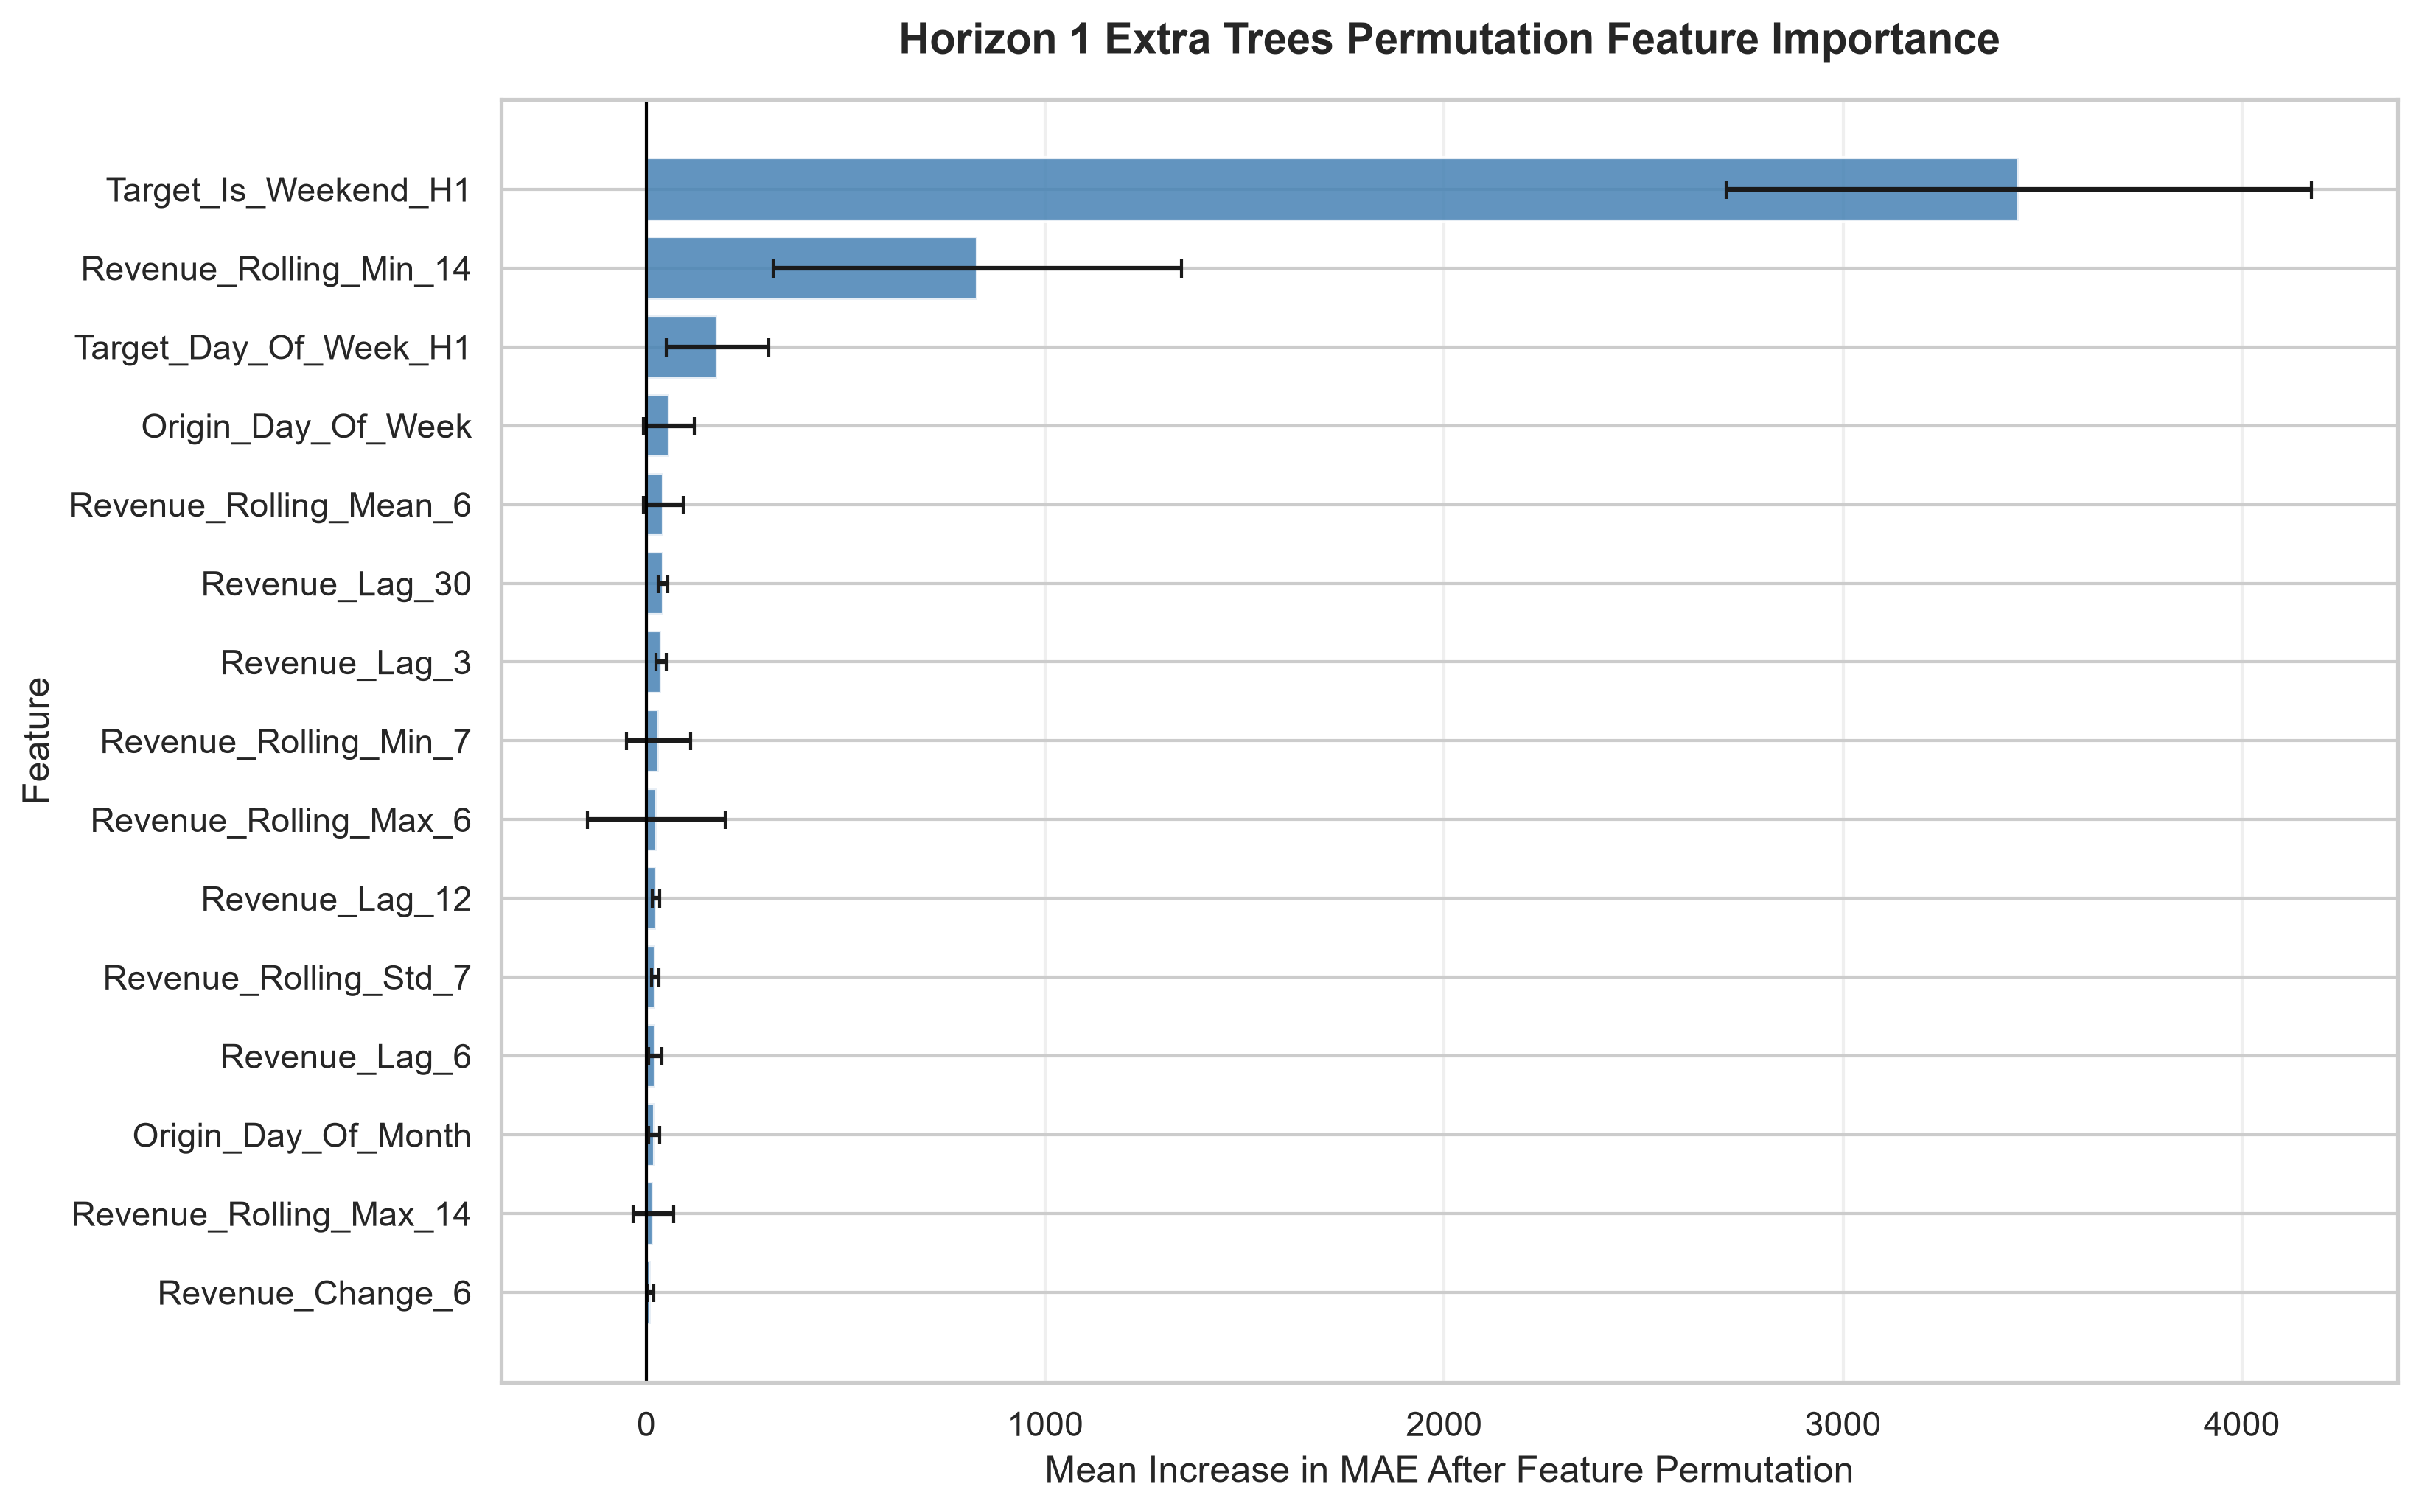 Horizon 1 Extra Trees Permutation Feature Importance
Target_Is_Weekend_H1
Revenue_Rolling_Min_14
Target_Day_Of_Week_H1
Origin_Day_Of_Week
Revenue_Rolling_Mean_6
Revenue_Lag_30
Revenue_Lag_3
Revenue_Rolling_Min_7
Revenue_Rolling_Max_6
Revenue_Lag_12
Revenue_Rolling_Std_7
Revenue_Lag_6
Origin_Day_Of_Month
Revenue_Rolling_Max_14
Revenue_Change_6
Feature
0 1000 2000 3000 4000
Mean Increase in MAE After Feature Permutation